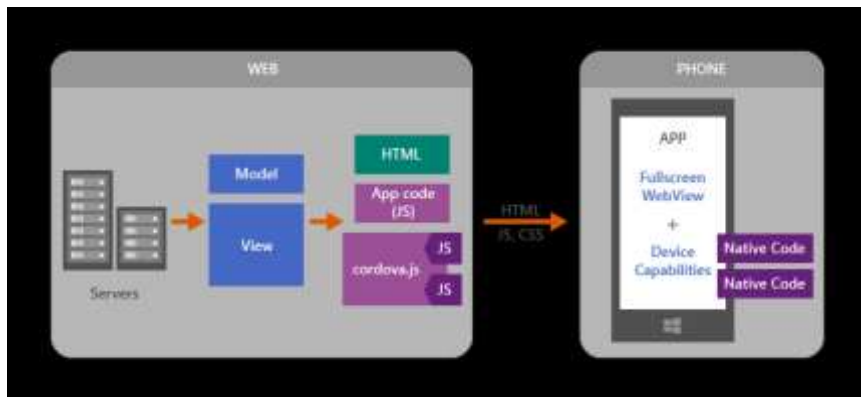 WEB
Servers
Model
View
HTML
App code
(JS)
cordova.js
JS
JS
HTML
JS, CSS
PHONE
APP
Fullscreen
WebView
+
Device
Capabilities
Native Code
Native Code